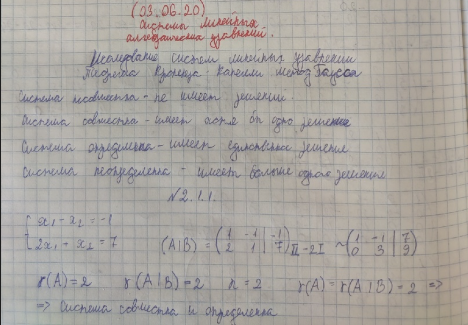 (03.06.20)
Системы линейных
алгебраических уравнений.
Исследование систем линейных уравнений
Теорема Кронекера Капелли метод Гаусса
Система несовместна - не имеет решений.
Система совместна - имеет хотя бы одно решение
Система определена - имеет единственное решение
Система неопределена - имеет больше одного решения
№2.1.1.
{ x₁ - x₂ = -1
{ 2x₁ - x₂ = 7 (A|B) = (1 -1 | -1; 2 1 | 7) II-2I ~ (1 -1 | 7; 0 3 | 9)
r(A)=2 r(A|B)=2 n=2 r(A)=r(A|B)=2 =>
=> Система совместна и определена